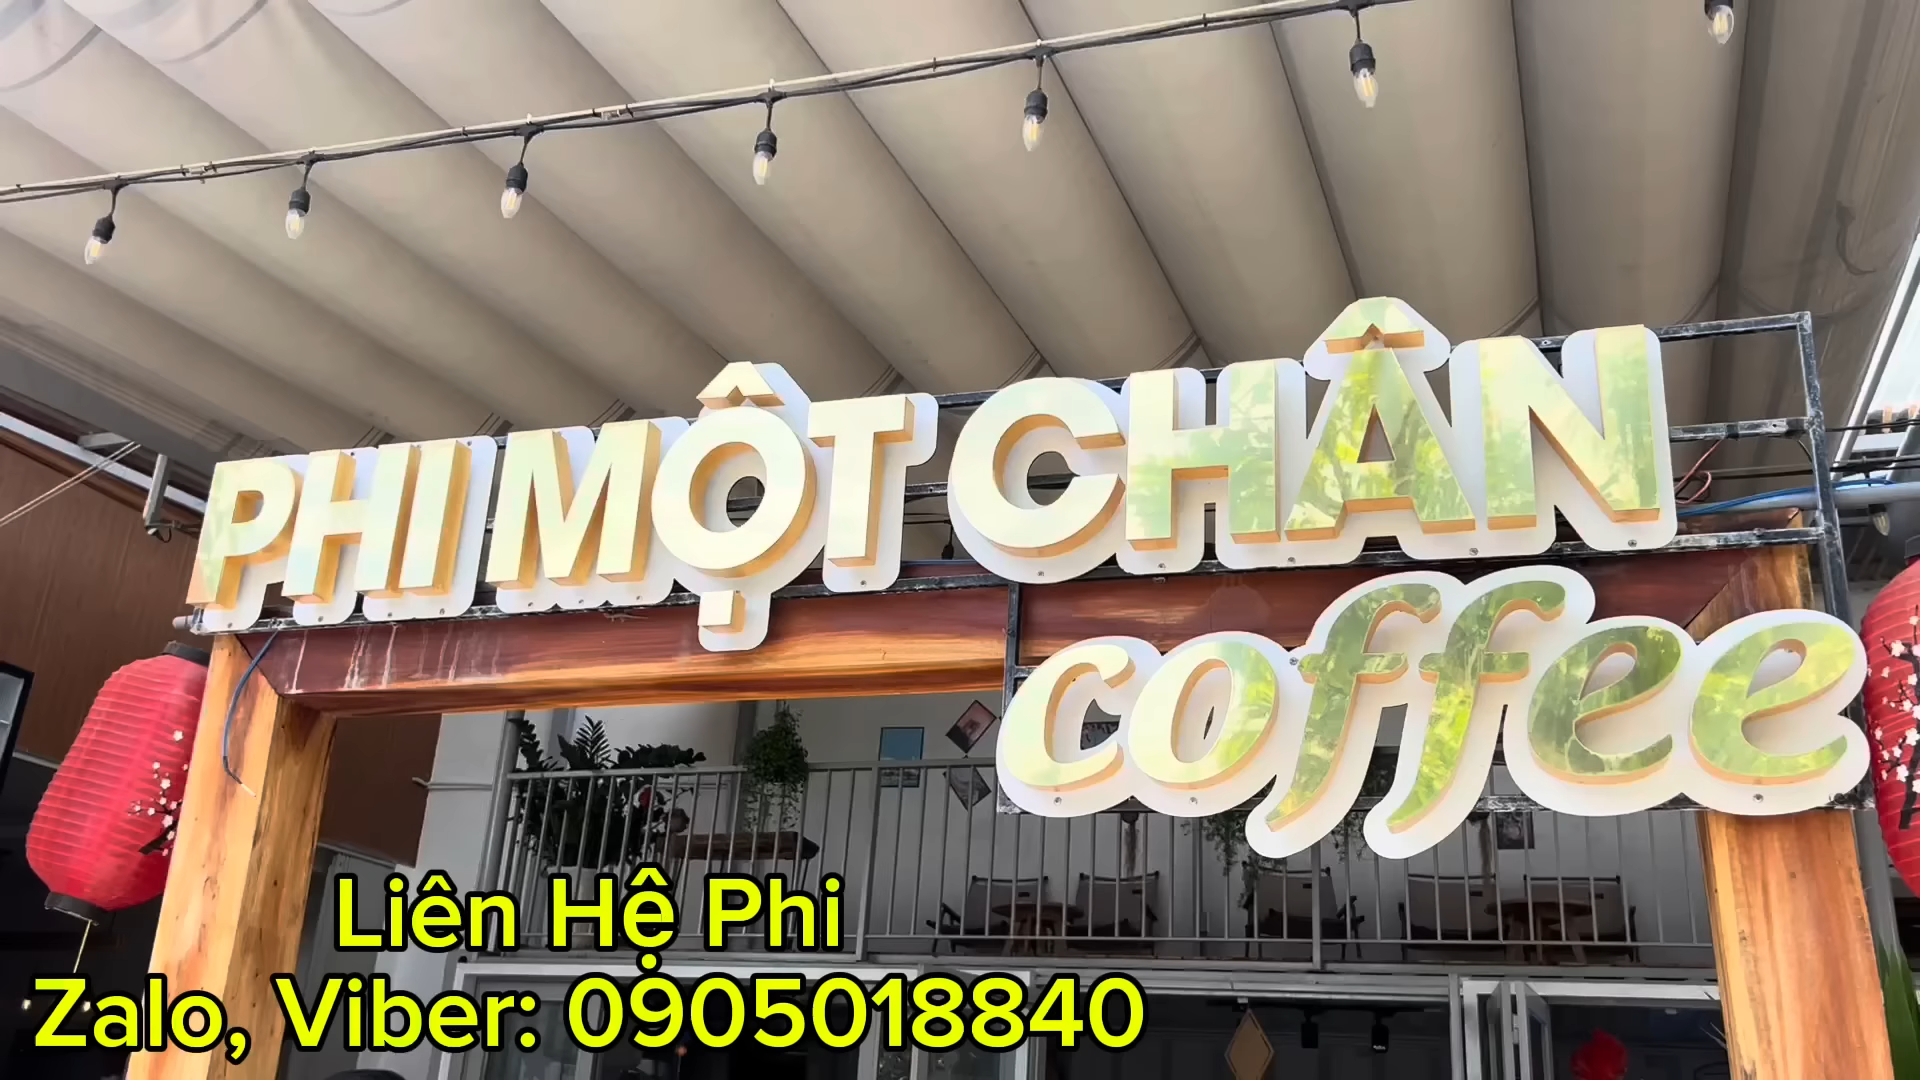 PHI MỘT CHÂN
coffee
Liên Hệ Phi
Zalo, Viber: 0905018840